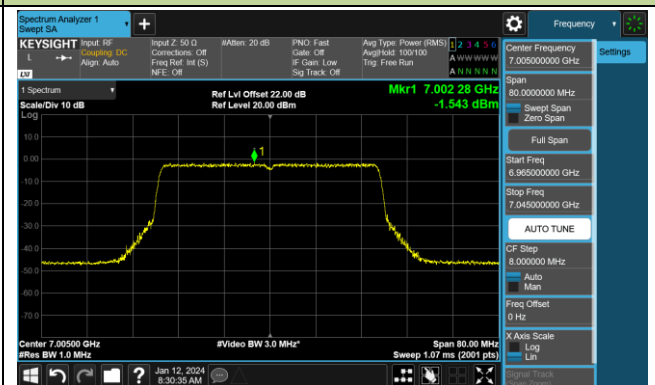 Spectrum Analyzer 1
Swept SA
+
Frequency
KEYSIGHT
L
LXI
Input: RF
Coupling: DC
Align: Auto
Input Z: 50 Ω
Corrections: Off
Freq Ref: Int (S)
NFE: Off
#Atten: 20 dB
PNO: Fast
Gate: Off
IF Gain: Low
Sig Track: Off
Avg Type: Power (RMS)
Avg|Hold: 100/100
Trig: Free Run
1 2 3 4 5 6
A W W W W W
A N N N N N
Settings
1 Spectrum
Scale/Div 10 dB
Log
Ref Lvl Offset 22.00 dB
Ref Level 20.00 dBm
Mkr1 7.002 28 GHz
-1.543 dBm
1
10.0
0.00
-10.0
-20.0
-30.0
-40.0
-50.0
-60.0
-70.0
Center 7.00500 GHz
#Res BW 1.0 MHz
#Video BW 3.0 MHz*
Span 80.00 MHz
Sweep 1.07 ms (2001 pts)
Center Frequency
7.005000000 GHz
Span
80.0000000 MHz
Swept Span
Zero Span
Full Span
Start Freq
6.965000000 GHz
Stop Freq
7.045000000 GHz
AUTO TUNE
CF Step
8.000000 MHz
Auto
Man
Freq Offset
0 Hz
X Axis Scale
Log
Lin
Signal Track
?
Jan 12, 2024
8:30:35 AM